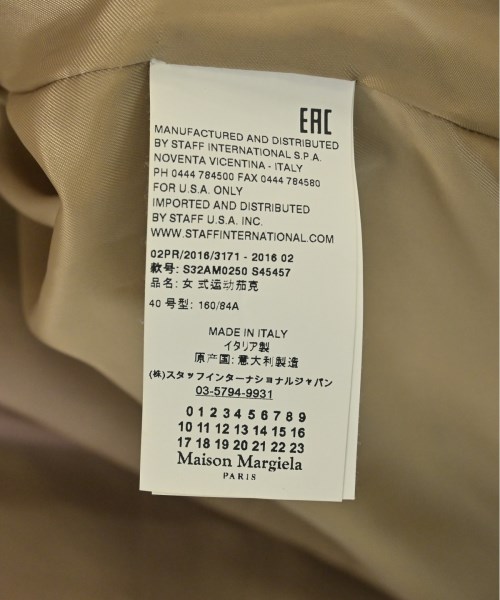 EAC
MANUFACTURED AND DISTRIBUTED
BY STAFF INTERNATIONAL S.P.A.
NOVENTA VICENTINA - ITALY
PH 0444 784500 FAX 0444 784580
FOR U.S.A. ONLY
IMPORTED AND DISTRIBUTED
BY STAFF U.S.A. INC.
WWW.STAFFINTERNATIONAL.COM
02PR/2016/3171 - 2016 02
款号: S32AM0250 S45457
品名: 女 式运动茄克
40 号型: 160/84A
MADE IN ITALY
イタリア製
原产国: 意大利製造
(株)スタッフインターナショナルジャパン
03-5794-9931
0 1 2 3 4 5 6 7 8 9
10 11 12 13 14 15 16
17 18 19 20 21 22 23
Maison Margiela
PARIS